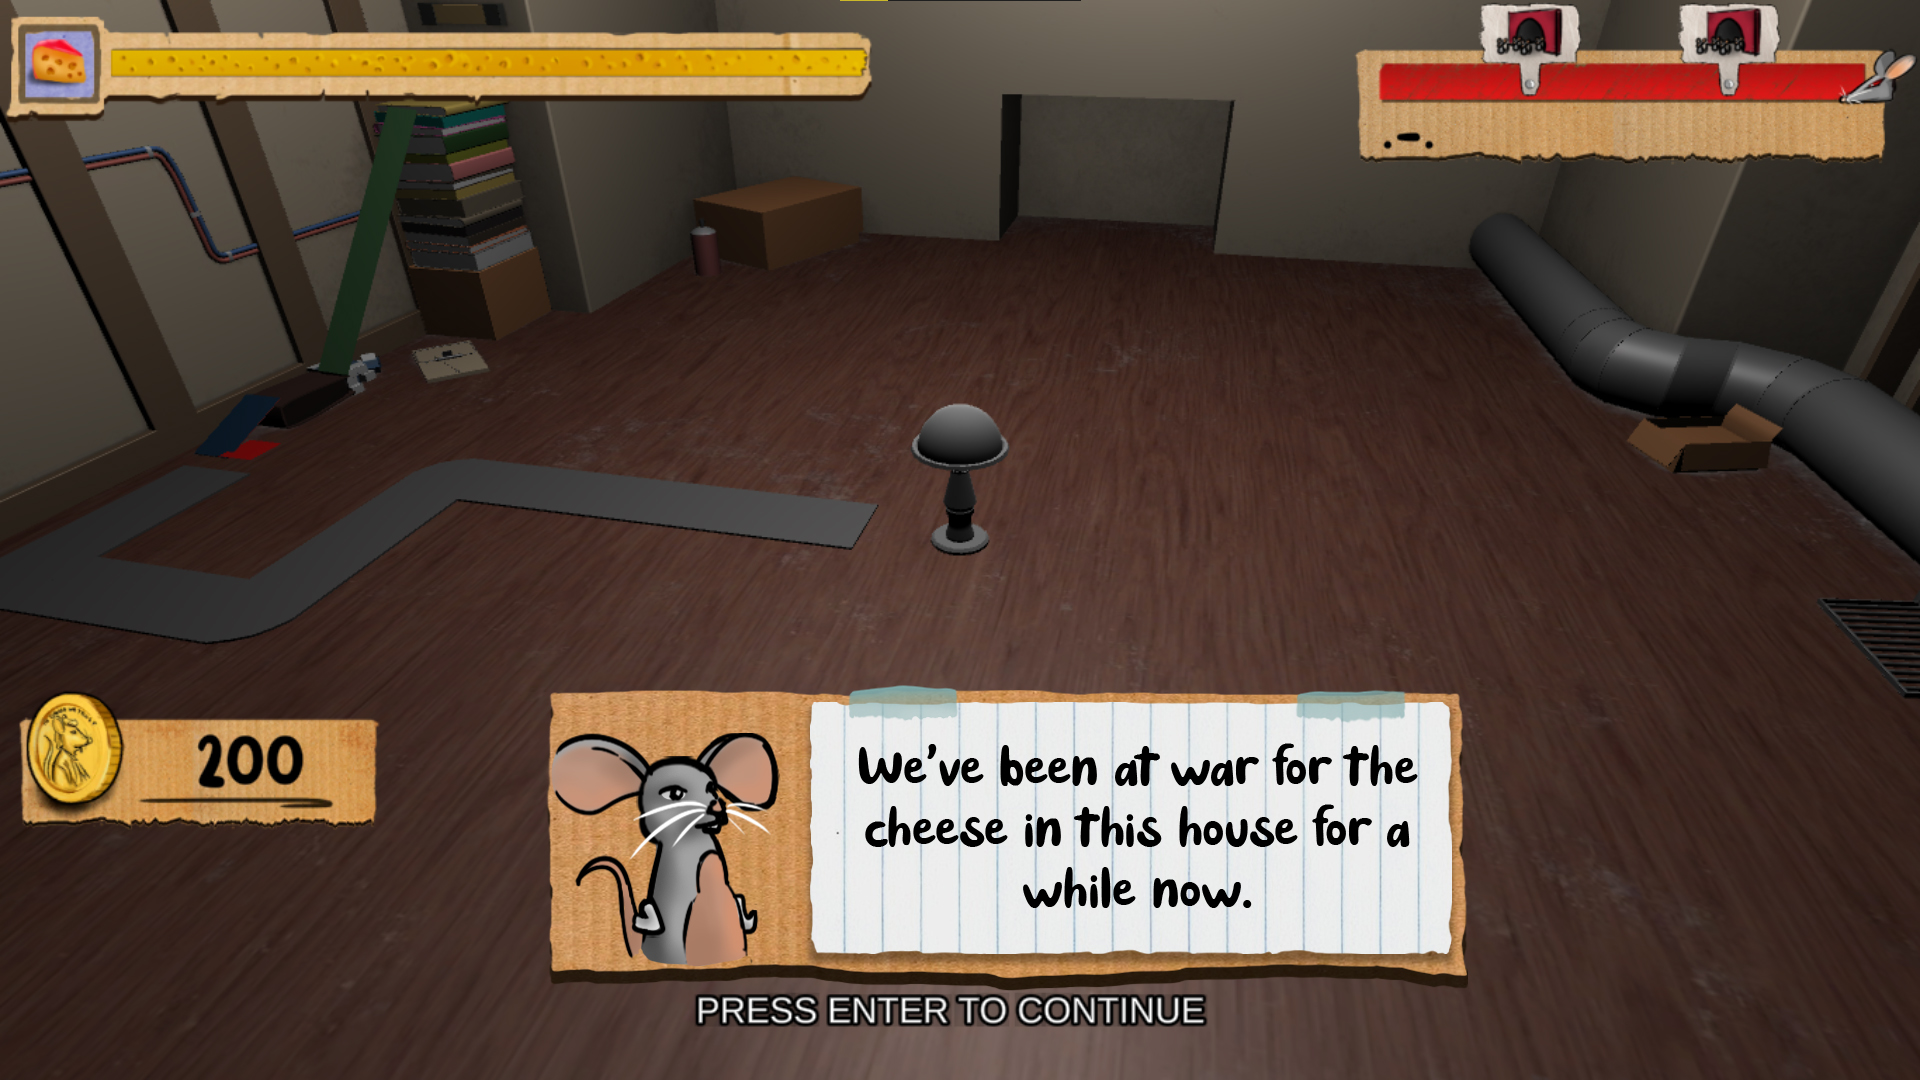 200
We've been at war for the
cheese in this house for a
while now.
PRESS ENTER TO CONTINUE